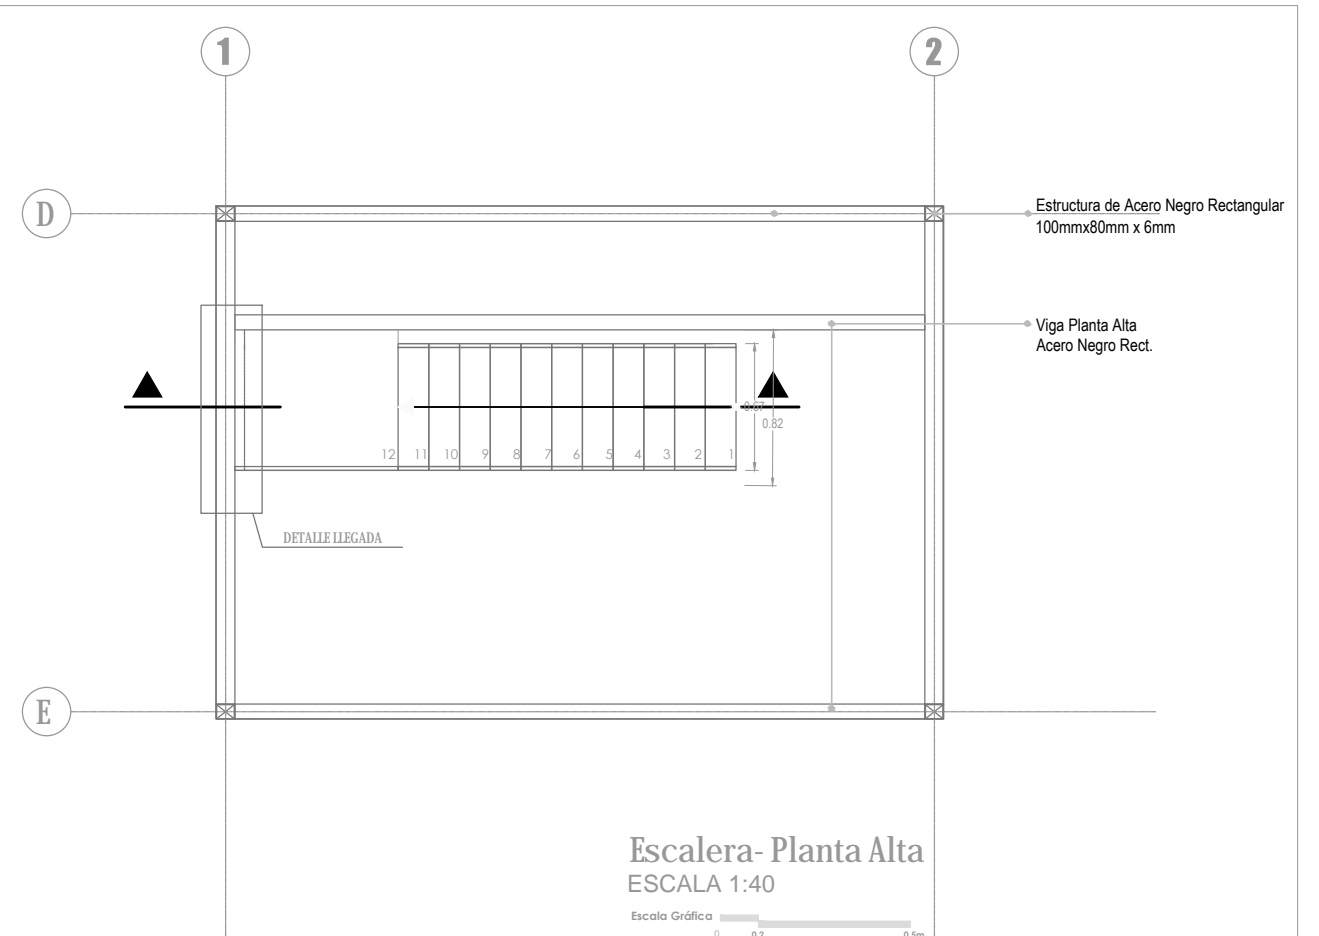 1
2
D
Estructura de Acero Negro Rectangular
100mmx80mm x 6mm
Viga Planta Alta
Acero Negro Rect.
0.67
0.82
12 11 10 9 8 7 6 5 4 3 2 1
DETALLE LLEGADA
E
Escalera- Planta Alta
ESCALA 1:40
Escala Gráfica
0 0.2 0.5m